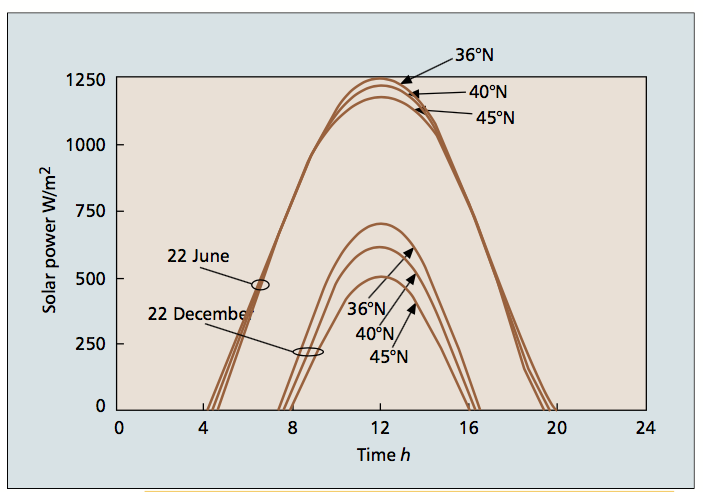 36°N
40°N
45°N
1250
1000
750
500
250
0
Solar power W/m²
22 June
22 December
36°N
40°N
45°N
0 4 8 12 16 20 24
Time h